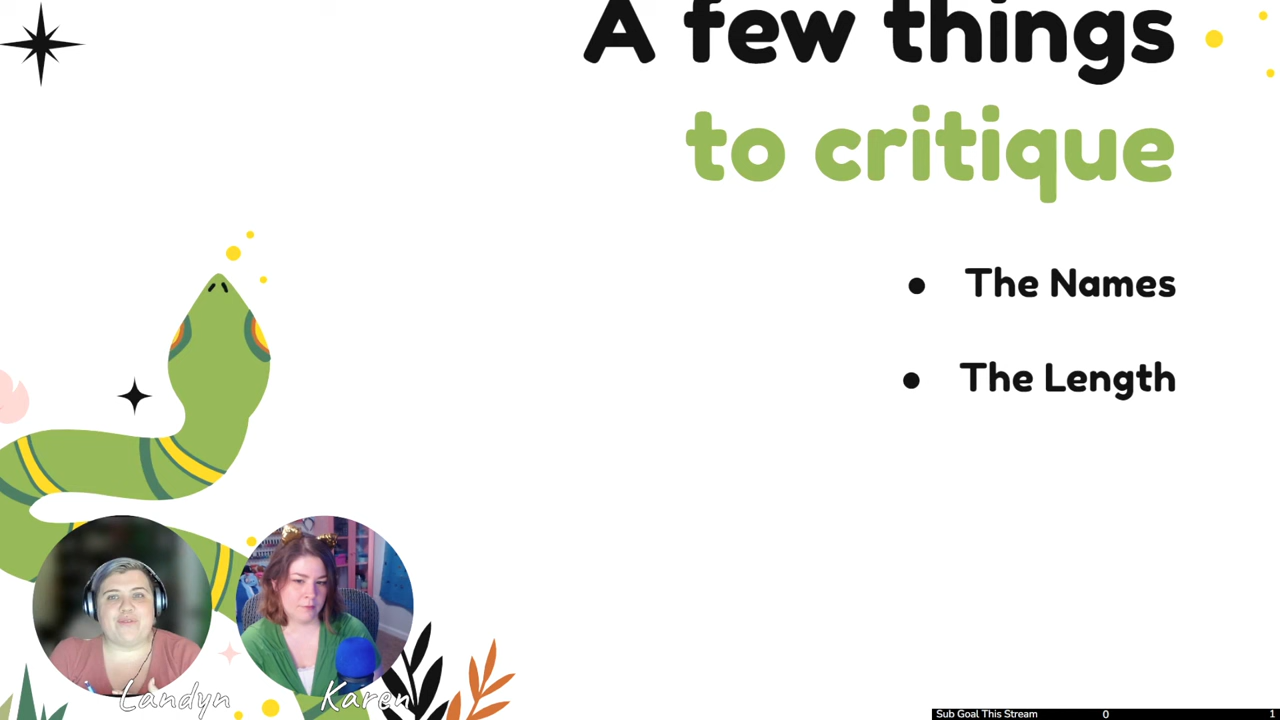 A few things
to critique
● The Names
● The Length
Landyn
Karen
Sub Goal This Stream 0 1